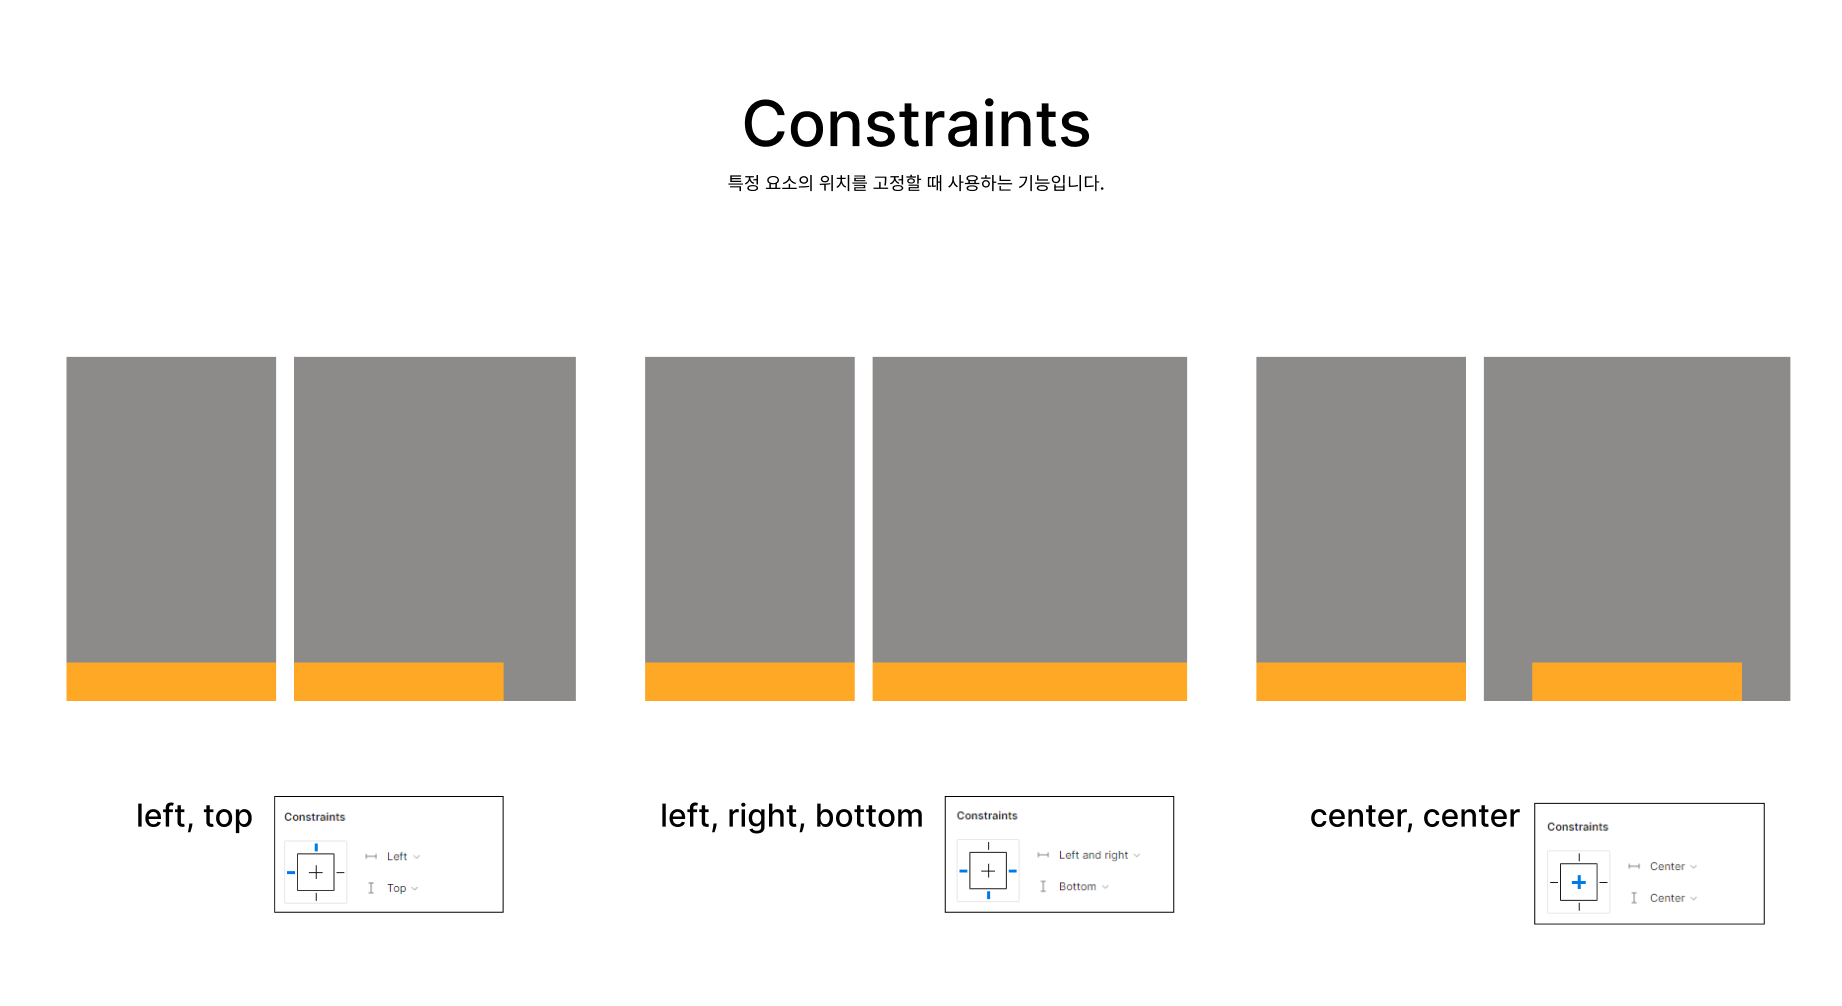 Constraints
특정 요소의 위치를 고정할 때 사용하는 기능입니다.
left, top
Constraints
Left
Top
left, right, bottom
Constraints
Left and right
Bottom
center, center
Constraints
Center
Center